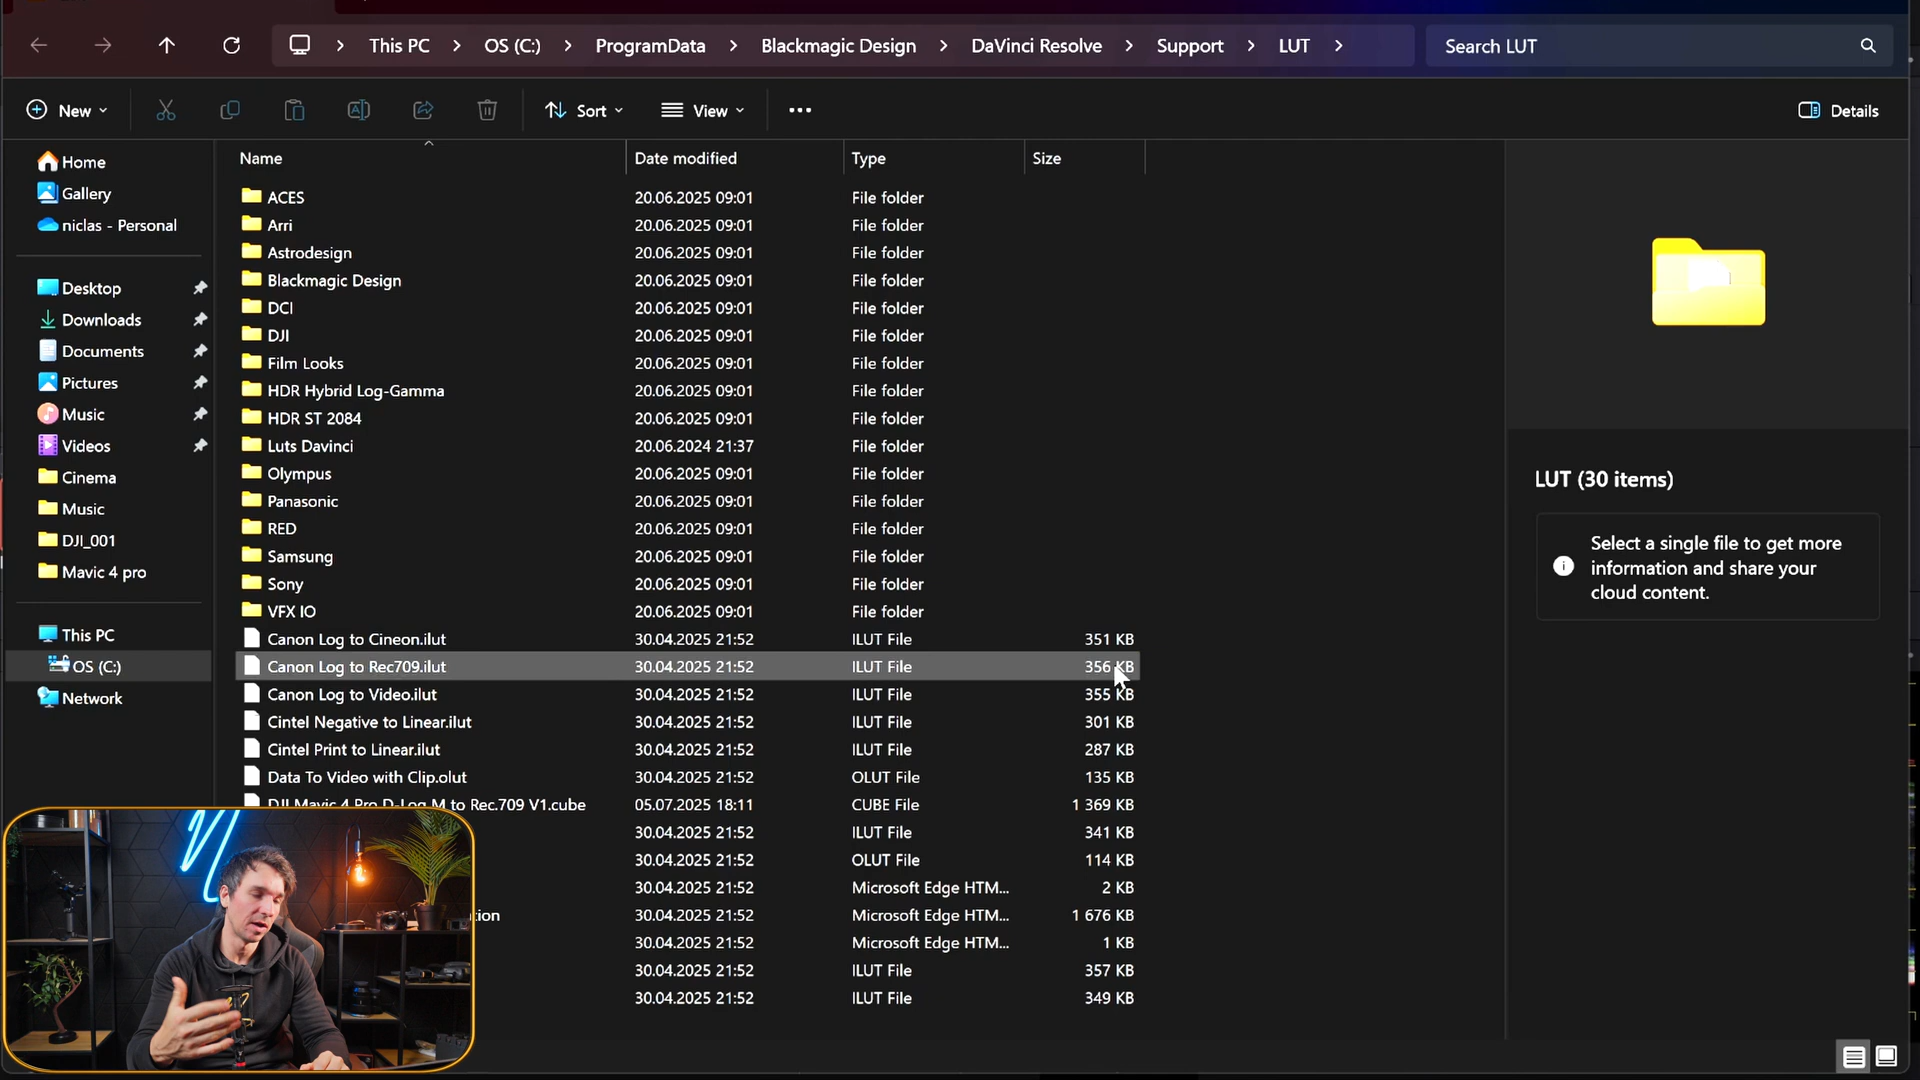 This PC > OS (C:) > ProgramData > Blackmagic Design > DaVinci Resolve > Support > LUT >
Search LUT
New
Sort
View
Details
Name Date modified Type Size
Home
Gallery
niclas - Personal
Desktop
Downloads
Documents
Pictures
Music
Videos
Cinema
Music
DJI_001
Mavic 4 pro
This PC
OS (C:)
Network
ACES 20.06.2025 09:01 File folder
Arri 20.06.2025 09:01 File folder
Astrodesign 20.06.2025 09:01 File folder
Blackmagic Design 20.06.2025 09:01 File folder
DCI 20.06.2025 09:01 File folder
DJI 20.06.2025 09:01 File folder
Film Looks 20.06.2025 09:01 File folder
HDR Hybrid Log-Gamma 20.06.2025 09:01 File folder
HDR ST 2084 20.06.2025 09:01 File folder
Luts Davinci 20.06.2024 21:37 File folder
Olympus 20.06.2025 09:01 File folder
Panasonic 20.06.2025 09:01 File folder
RED 20.06.2025 09:01 File folder
Samsung 20.06.2025 09:01 File folder
Sony 20.06.2025 09:01 File folder
VFX IO 20.06.2025 09:01 File folder
Canon Log to Cineon.ilut 30.04.2025 21:52 ILUT File 351 KB
Canon Log to Rec709.ilut 30.04.2025 21:52 ILUT File 356 KB
Canon Log to Video.ilut 30.04.2025 21:52 ILUT File 355 KB
Cintel Negative to Linear.ilut 30.04.2025 21:52 ILUT File 301 KB
Cintel Print to Linear.ilut 30.04.2025 21:52 ILUT File 287 KB
Data To Video with Clip.olut 30.04.2025 21:52 OLUT File 135 KB
DJI Mavic 4 Pro D-Log M to Rec.709 V1.cube 05.07.2025 18:11 CUBE File 1 369 KB
30.04.2025 21:52 ILUT File 341 KB
30.04.2025 21:52 OLUT File 114 KB
30.04.2025 21:52 Microsoft Edge HTM... 2 KB
ion 30.04.2025 21:52 Microsoft Edge HTM... 1 676 KB
30.04.2025 21:52 Microsoft Edge HTM... 1 KB
30.04.2025 21:52 ILUT File 357 KB
30.04.2025 21:52 ILUT File 349 KB
LUT (30 items)
Select a single file to get more
information and share your
cloud content.